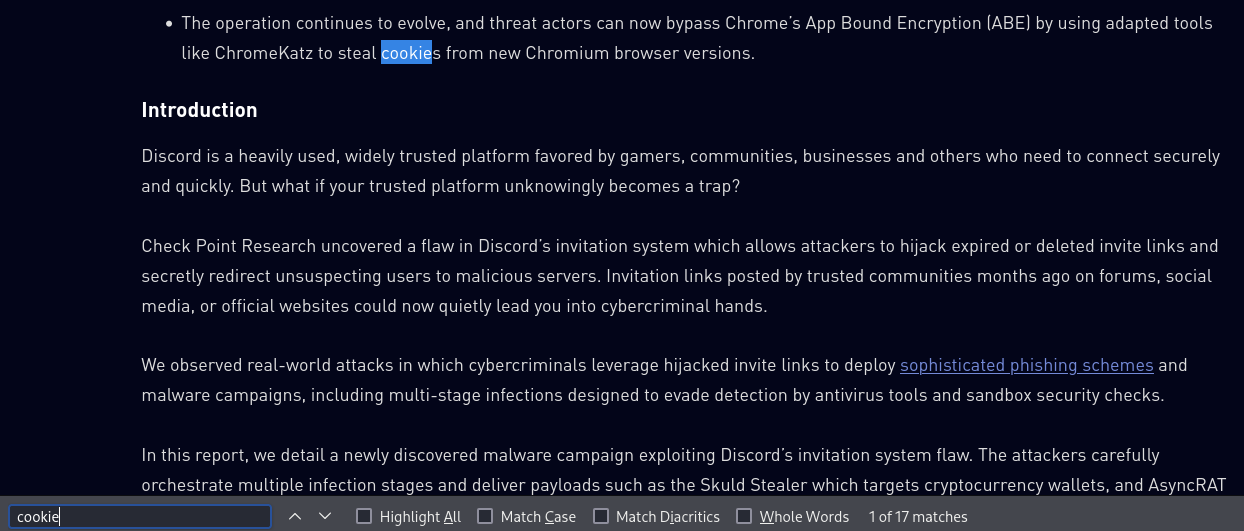 • The operation continues to evolve, and threat actors can now bypass Chrome’s App Bound Encryption (ABE) by using adapted tools
like ChromeKatz to steal cookies from new Chromium browser versions.
Introduction
Discord is a heavily used, widely trusted platform favored by gamers, communities, businesses and others who need to connect securely
and quickly. But what if your trusted platform unknowingly becomes a trap?
Check Point Research uncovered a flaw in Discord’s invitation system which allows attackers to hijack expired or deleted invite links and
secretly redirect unsuspecting users to malicious servers. Invitation links posted by trusted communities months ago on forums, social
media, or official websites could now quietly lead you into cybercriminal hands.
We observed real-world attacks in which cybercriminals leverage hijacked invite links to deploy sophisticated phishing schemes and
malware campaigns, including multi-stage infections designed to evade detection by antivirus tools and sandbox security checks.
In this report, we detail a newly discovered malware campaign exploiting Discord’s invitation system flaw. The attackers carefully
orchestrate multiple infection stages and deliver payloads such as the Skuld Stealer which targets cryptocurrency wallets, and AsyncRAT
cookie Highlight All Match Case Match Diacritics Whole Words 1 of 17 matches